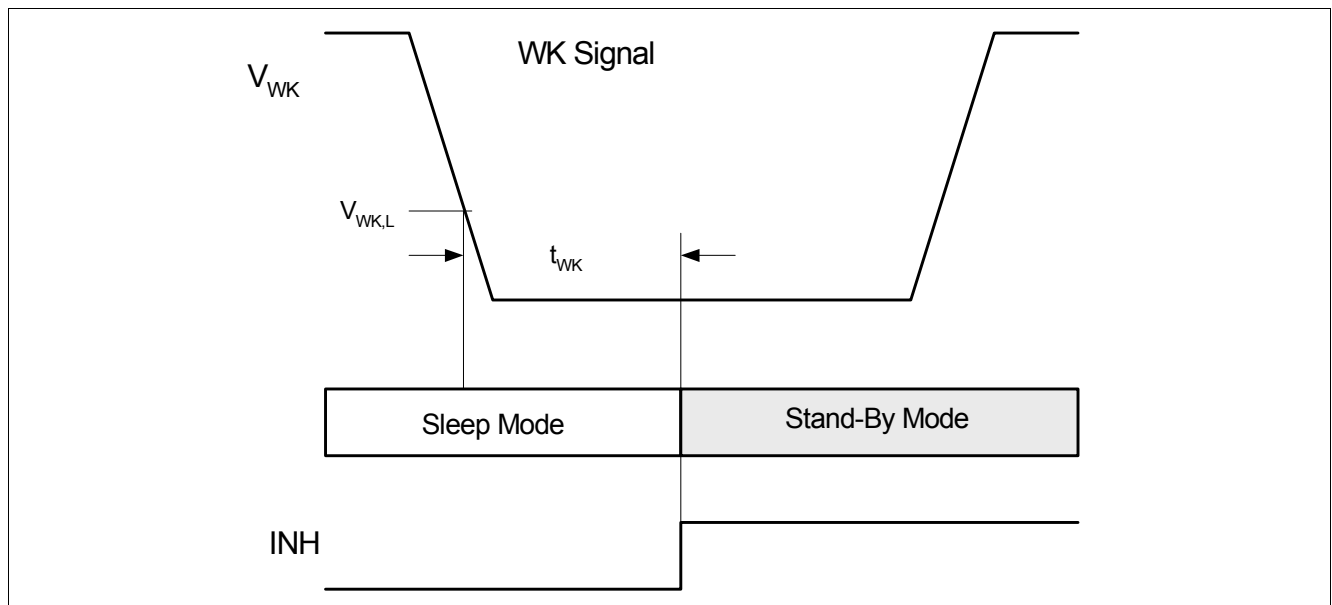 WK Signal
V_WK
V_WK,L
t_WK
Sleep Mode
Stand-By Mode
INH